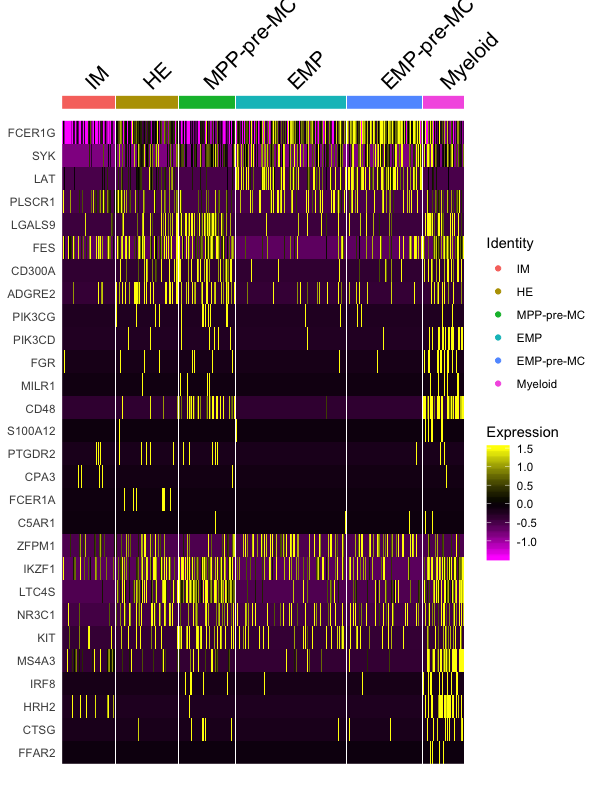 IM
HE
MPP-pre-MC
EMP
EMP-pre-MC
Myeloid
FCER1G
SYK
LAT
PLSCR1
LGALS9
FES
CD300A
ADGRE2
PIK3CG
PIK3CD
FGR
MILR1
CD48
S100A12
PTGDR2
CPA3
FCER1A
C5AR1
ZFPM1
IKZF1
LTC4S
NR3C1
KIT
MS4A3
IRF8
HRH2
CTSG
FFAR2
Identity
IM
HE
MPP-pre-MC
EMP
EMP-pre-MC
Myeloid
Expression
1.5
1.0
0.5
0.0
-0.5
-1.0